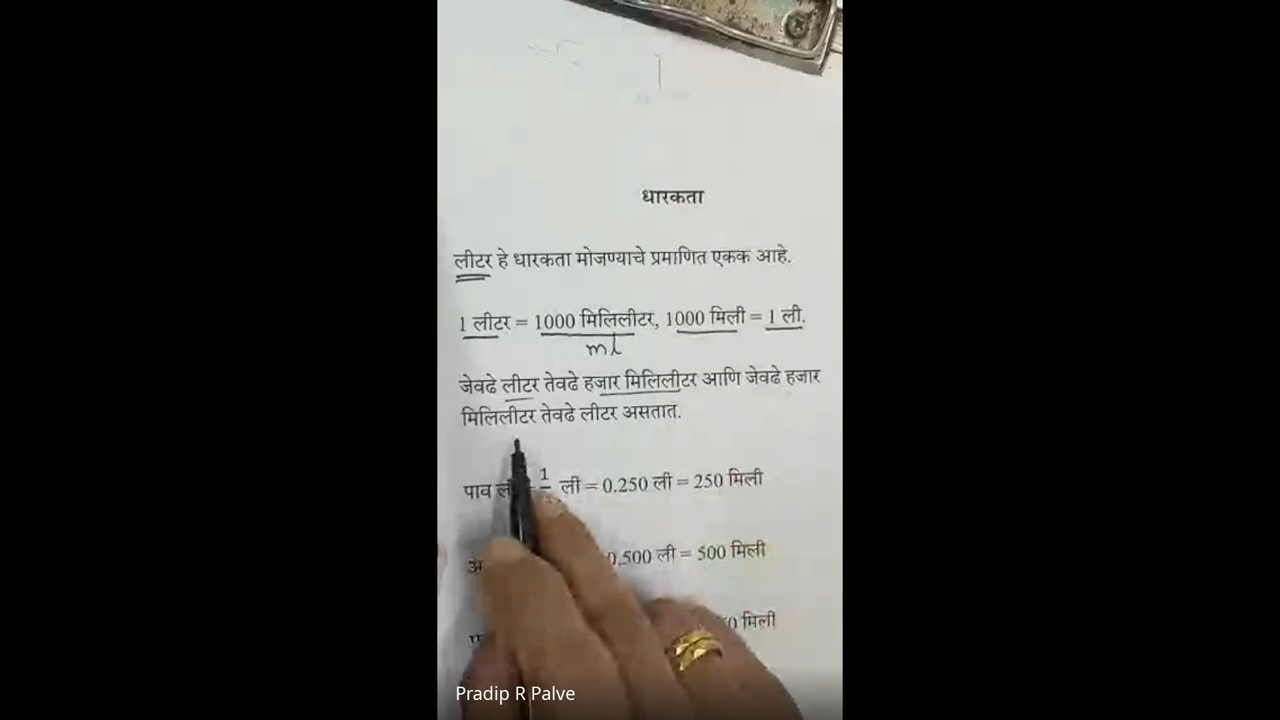 धारकता
लीटर हे धारकता मोजण्याचे प्रमाणित एकक आहे.
1 लीटर = 1000 मिलिलीटर, 1000 मिली = 1 ली.
ml
जेवढे लीटर तेवढे हजार मिलिलीटर आणि जेवढे हजार
मिलिलीटर तेवढे लीटर असतात.
पाव 1 ली = 0.250 ली = 250 मिली
0.500 ली = 500 मिली
मिली
Pradip R Palve